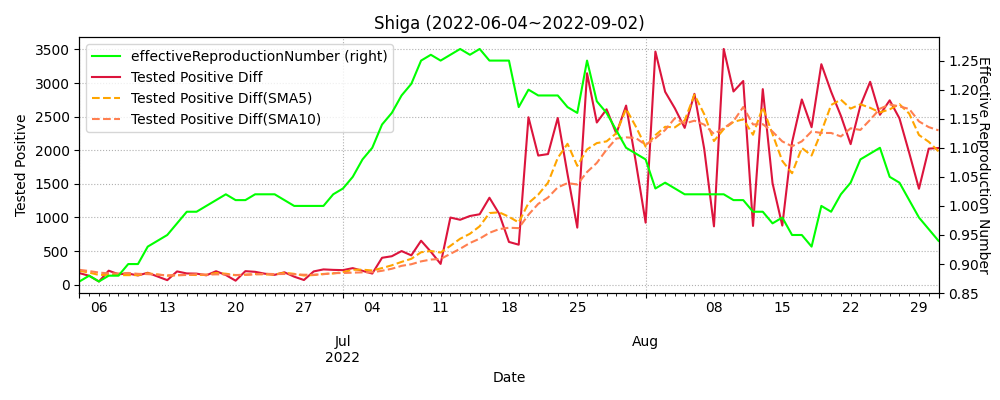 Shiga (2022-06-04~2022-09-02)
effectiveReproductionNumber (right)
Tested Positive Diff
Tested Positive Diff(SMA5)
Tested Positive Diff(SMA10)
Tested Positive
3500
3000
2500
2000
1500
1000
500
0
1.25
1.20
1.15
1.10
1.05
1.00
0.95
0.90
0.85
Effective Reproduction Number
06 13 20 27 04 11 18 25 08 15 22 29
Jul Aug
2022
Date